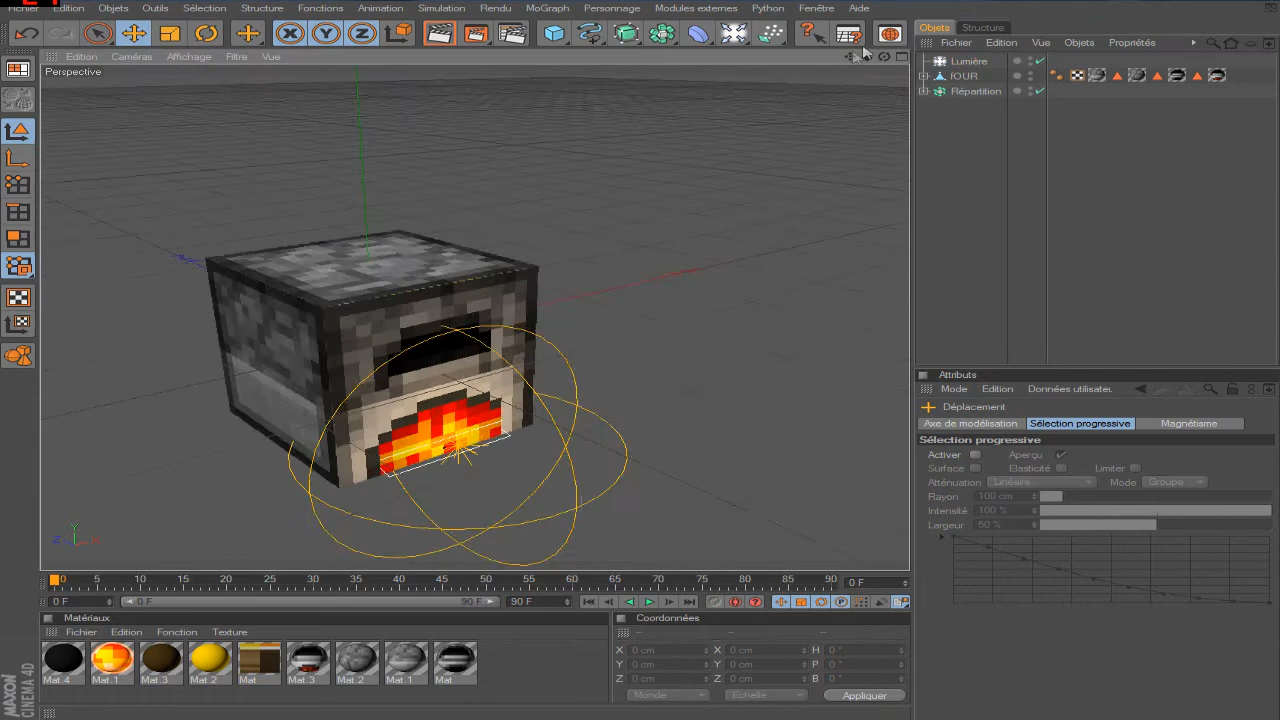 Fichier Edition Objets Outils Sélection Structure Fonctions Animation Simulation Rendu MoGraph Personnage Modules externes Python Fenêtre Aide
X Y Z
Objets Structure
Fichier Edition Vue Objets Propriétés
Lumière
fOUR
Répartition
Edition Caméras Affichage Filtre Vue
Perspective
Attributs
Mode Edition Données utilisateu
Déplacement
Axe de modélisation Sélection progressive Magnétisme
Sélection progressive
Activer Aperçu
Surface Elasticité Limiter
Atténuation Linéaire Mode Groupe
Rayon 100 cm
Intensité 100 %
Largeur 50 %
Y
Z X
0 5 10 15 20 25 30 35 40 45 50 55 60 65 70 75 80 85 90 0 F
0 F 0 F 90 F 90 F
Matériaux
Fichier Edition Fonction Texture
Mat.4 Mat.1 Mat.3 Mat.2 Mat Mat.3 Mat.2 Mat.1 Mat
Coordonnées
X 0 cm X 0 cm H 0 °
Y 0 cm Y 0 cm P 0 °
Z 0 cm Z 0 cm B 0 °
Monde Echelle Appliquer
MAXON
CINEMA 4D